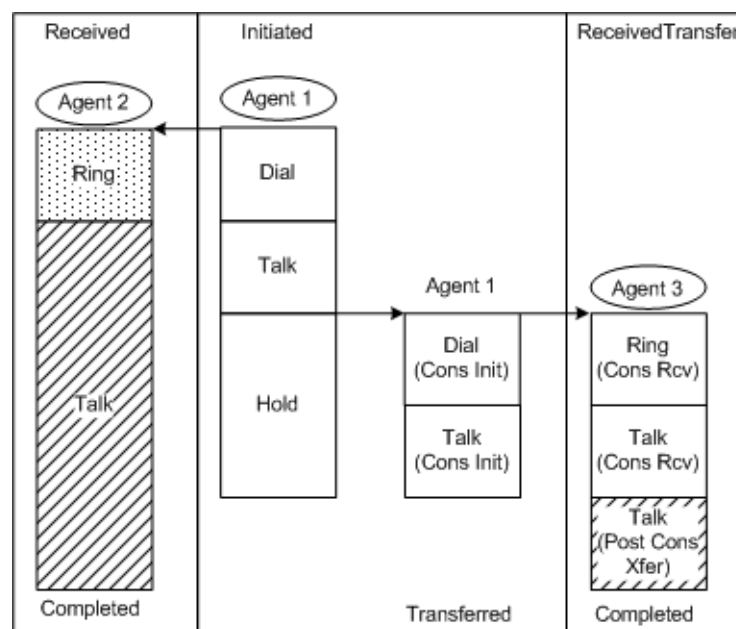 Received
Initiated
ReceivedTransfer
Agent 2
Agent 1
Ring
Dial
Talk
Talk
Hold
Agent 1
Agent 3
Dial
(Cons Init)
Talk
(Cons Init)
Ring
(Cons Rcv)
Talk
(Cons Rcv)
Talk
(Post Cons
Xfer)
Completed
Transferred
Completed